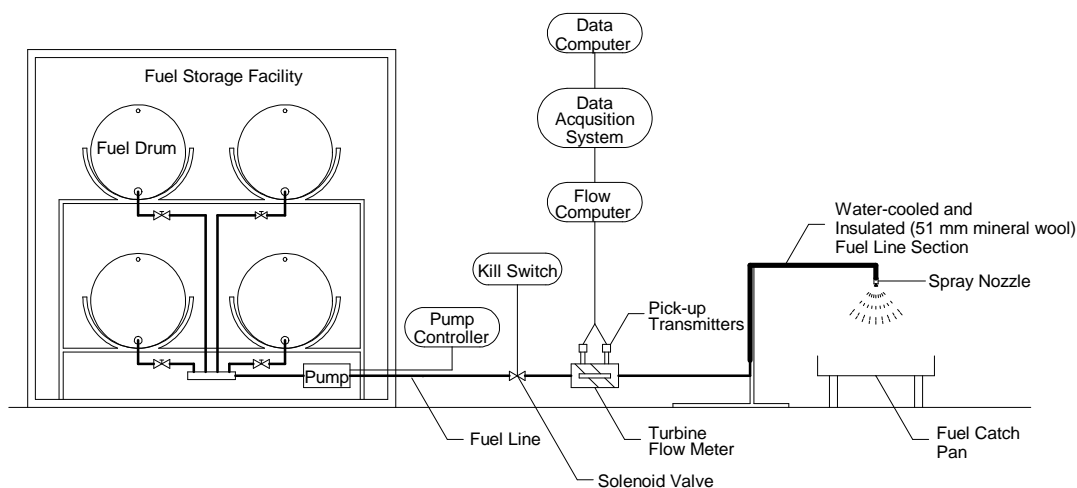 Data
Computer
Fuel Storage Facility
Data
Acqusition
System
Fuel Drum
Flow
Computer
Water-cooled and
Insulated (51 mm mineral wool)
Fuel Line Section
Kill Switch
Spray Nozzle
Pick-up
Transmitters
Pump
Controller
Pump
Fuel Line
Turbine
Flow Meter
Fuel Catch
Pan
Solenoid Valve